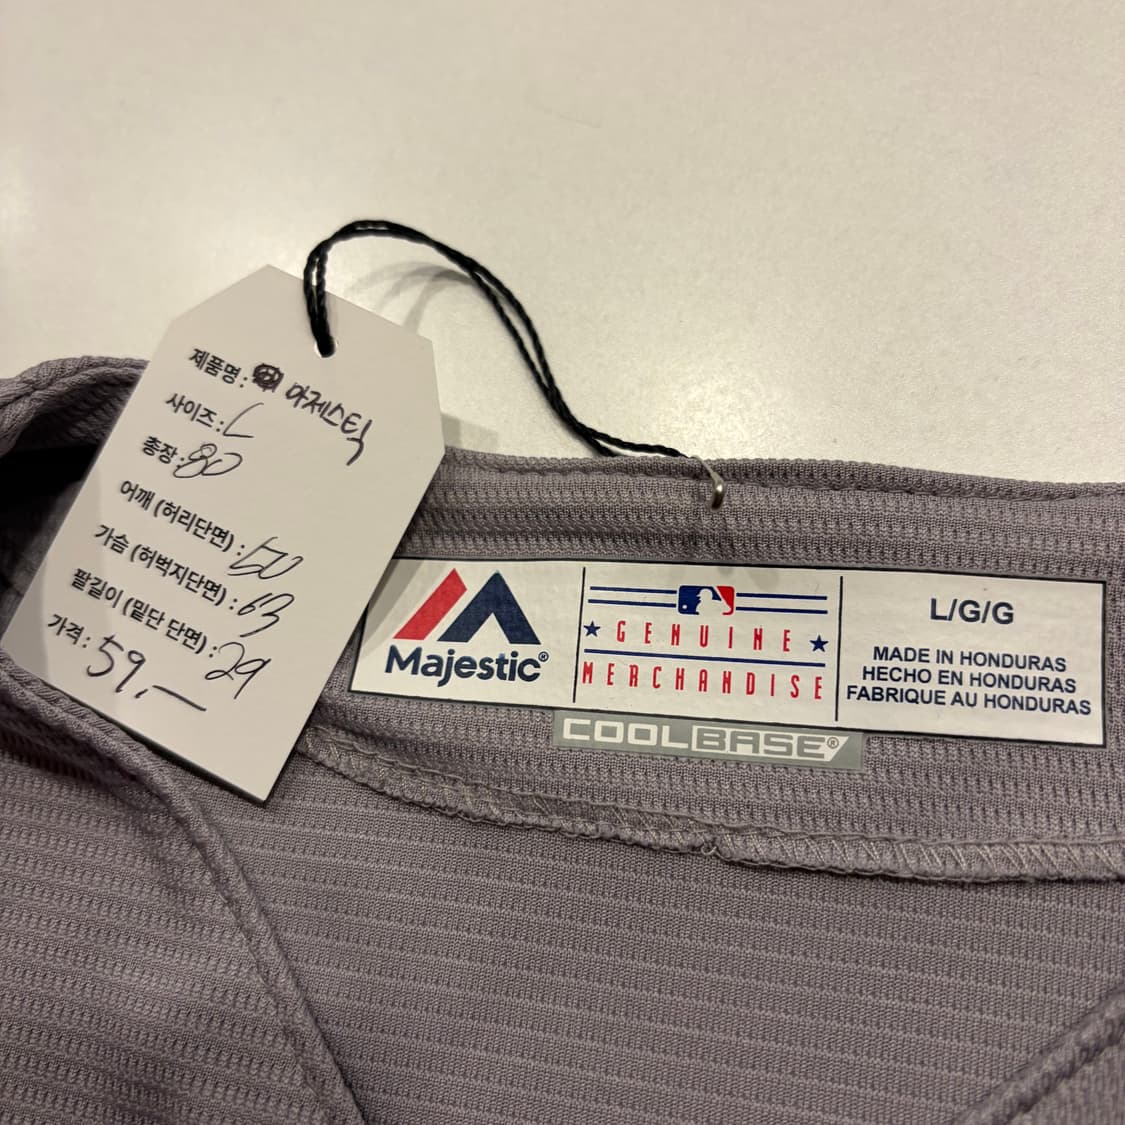 제품명: 마제스틱
사이즈: L
총장: 80
어깨 (허리단면): 50
가슴 (허벅지단면): 63
팔길이 (밑단 단면): 29
가격: 59,—
Majestic®
GENUINE
MERCHANDISE
L/G/G
MADE IN HONDURAS
HECHO EN HONDURAS
FABRIQUE AU HONDURAS
COOLBASE®